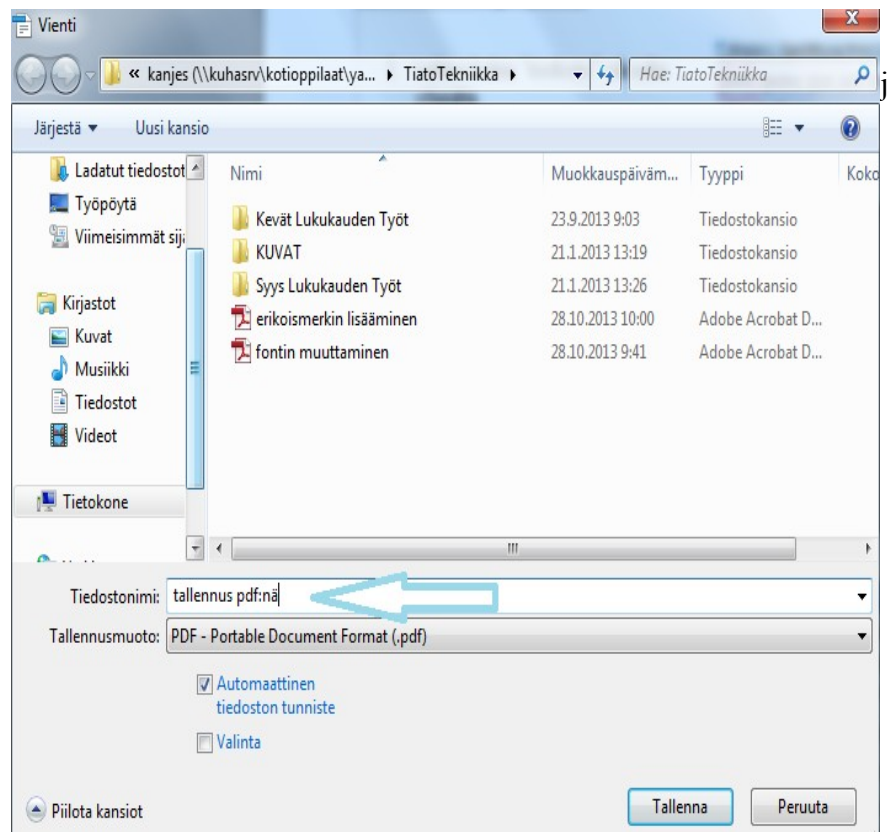 Vienti
« kanjes (\\kuhasrv\kotioppilaat\ya... ▸ TiatoTekniikka ▸
Hae: TiatoTekniikka
j
Järjestä ▾ Uusi kansio
Ladatut tiedostot
Työpöytä
Viimeisimmät sija
Kirjastot
Kuvat
Musiikki
Tiedostot
Videot
Tietokone
Nimi Muokkauspäiväm... Tyyppi Koko
Kevät Lukukauden Työt 23.9.2013 9:03 Tiedostokansio
KUVAT 21.1.2013 13:19 Tiedostokansio
Syys Lukukauden Työt 21.1.2013 13:26 Tiedostokansio
erikoismerkin lisääminen 28.10.2013 10:00 Adobe Acrobat D...
fontin muuttaminen 28.10.2013 9:41 Adobe Acrobat D...
Tiedostonimi: tallennus pdf:nä
Tallennusmuoto: PDF - Portable Document Format (.pdf)
Automaattinen
tiedoston tunniste
Valinta
Piilota kansiot
Tallenna
Peruuta